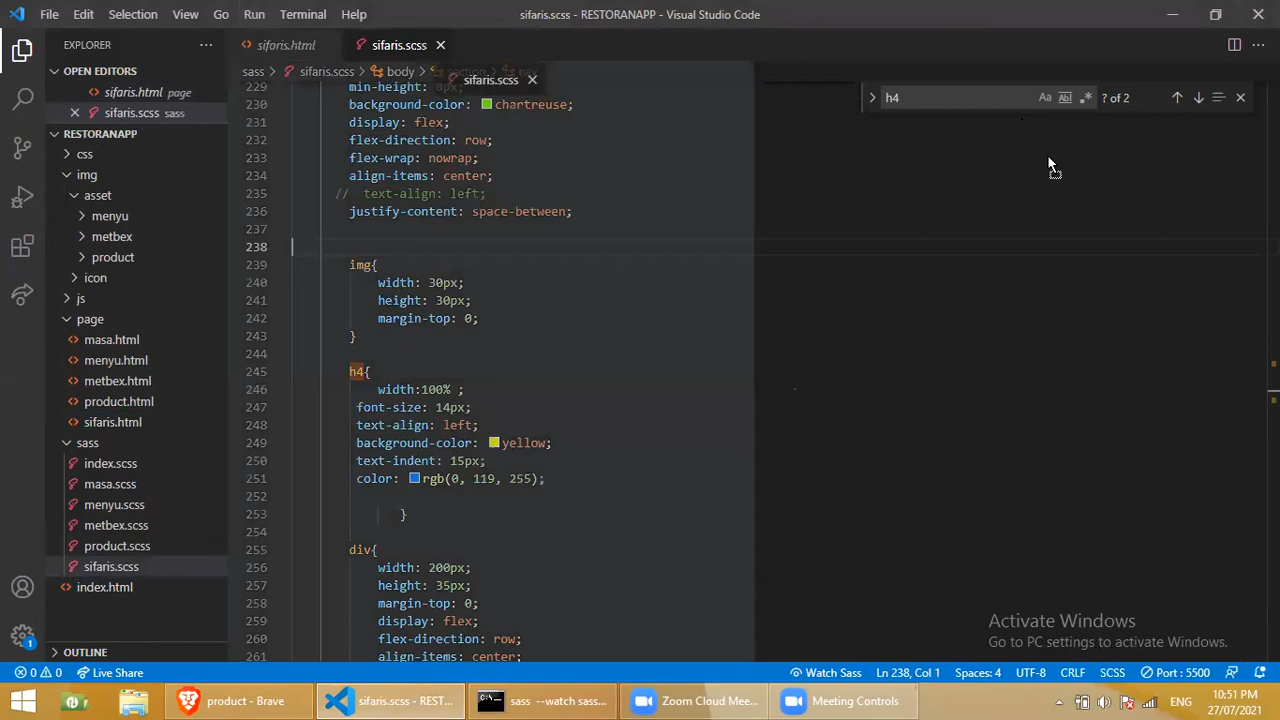 File Edit Selection View Go Run Terminal Help sifaris.scss - RESTORANAPP - Visual Studio Code
EXPLORER
sifaris.html sifaris.scss
OPEN EDITORS
sifaris.html page
sifaris.scss sass
RESTORANAPP
css
img
asset
menyu
metbex
product
icon
js
page
masa.html
menyu.html
metbex.html
product.html
sifaris.html
sass
index.scss
masa.scss
menyu.scss
metbex.scss
product.scss
sifaris.scss
index.html
OUTLINE
sass > sifaris.scss > body
sifaris.scss
h4 Aa ? of 2
229 min-height: 0px;
230 background-color: chartreuse;
231 display: flex;
232 flex-direction: row;
233 flex-wrap: nowrap;
234 align-items: center;
235 // text-align: left;
236 justify-content: space-between;
237
238
239 img{
240 width: 30px;
241 height: 30px;
242 margin-top: 0;
243 }
244
245 h4{
246 width:100% ;
247 font-size: 14px;
248 text-align: left;
249 background-color: yellow;
250 text-indent: 15px;
251 color: rgb(0, 119, 255);
252
253 }
254
255 div{
256 width: 200px;
257 height: 35px;
258 margin-top: 0;
259 display: flex;
260 flex-direction: row;
261 align-items: center;
Activate Windows
Go to PC settings to activate Windows.
0 0 Live Share Watch Sass Ln 238, Col 1 Spaces: 4 UTF-8 CRLF SCSS Port : 5500
product - Brave sifaris.scss - REST... sass --watch sass... Zoom Cloud Mee... Meeting Controls ENG 10:51 PM
27/07/2021